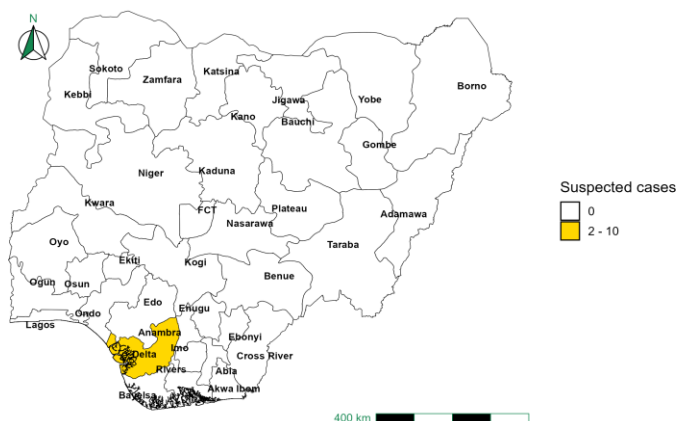 N
Sokoto
Zamfara
Katsina
Kebbi
Jigawa
Yobe
Borno
Kano
Bauchi
Gombe
Niger
Kaduna
Kwara
FCT
Nasarawa
Plateau
Adamawa
Taraba
Oyo
Ekiti
Kogi
Benue
Ogun
Osun
Edo
Enugu
Ondo
Lagos
Anambra
Ebonyi
Imo
Delta
Cross River
Rivers
Abia
Bayelsa
Akwa Ibom
Suspected cases
0
2 - 10
400 km